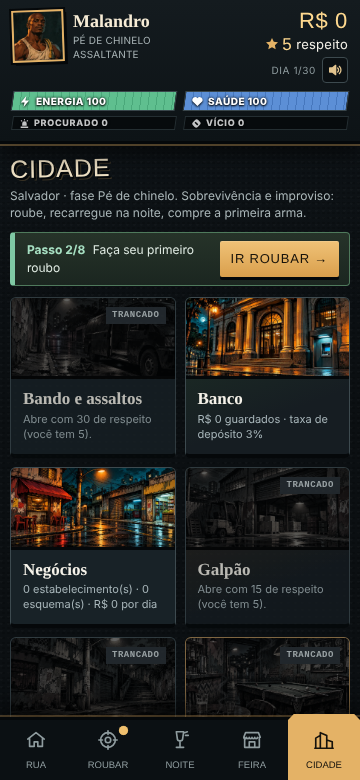 Malandro
PÉ DE CHINELO
ASSALTANTE
R$ 0
5 respeito
DIA 1/30
ENERGIA 100
SAÚDE 100
PROCURADO 0
VÍCIO 0
CIDADE
Salvador · fase Pé de chinelo. Sobrevivência e improviso:
roube, recarregue na noite, compre a primeira arma.
Passo 2/8 Faça seu primeiro
roubo
IR ROUBAR →
TRANCADO
Bando e assaltos
Abre com 30 de respeito
(você tem 5).
Banco
R$ 0 guardados · taxa de
depósito 3%
Negócios
0 estabelecimento(s) · 0
esquema(s) · R$ 0 por dia
TRANCADO
Galpão
Abre com 15 de respeito
(você tem 5).
TRANCADO
TRANCADO
RUA
ROUBAR
NOITE
FEIRA
CIDADE